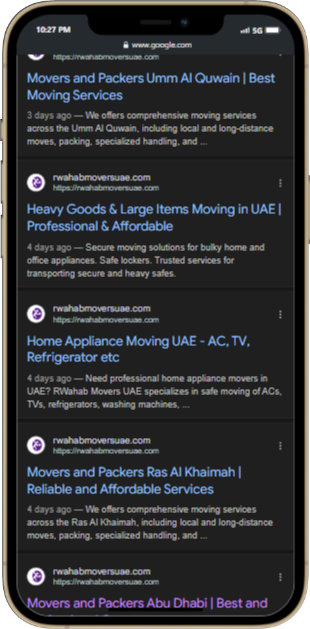 10:27 PM
5G
www.google.com
https://rwahabmoversuae.com
Movers and Packers Umm Al Quwain | Best
Moving Services
3 days ago — We offers comprehensive moving services
across the Umm Al Quwain, including local and long-distance
moves, packing, specialized handling, and ...
rwahabmoversuae.com
https://rwahabmoversuae.com
Heavy Goods & Large Items Moving in UAE |
Professional & Affordable
4 days ago — Secure moving solutions for bulky home and
office appliances. Safe lockers. Trusted services for
transporting secure and heavy safes.
rwahabmoversuae.com
https://rwahabmoversuae.com
Home Appliance Moving UAE - AC, TV,
Refrigerator etc
4 days ago — Need professional home appliance movers in
UAE? RWahab Movers UAE specializes in safe moving of ACs,
TVs, refrigerators, washing machines, ...
rwahabmoversuae.com
https://rwahabmoversuae.com
Movers and Packers Ras Al Khaimah |
Reliable and Affordable Services
4 days ago — We offers comprehensive moving services
across the Ras Al Khaimah, including local and long-distance
moves, packing, specialized handling, and ...
rwahabmoversuae.com
https://rwahabmoversuae.com
Movers and Packers Abu Dhabi | Best and